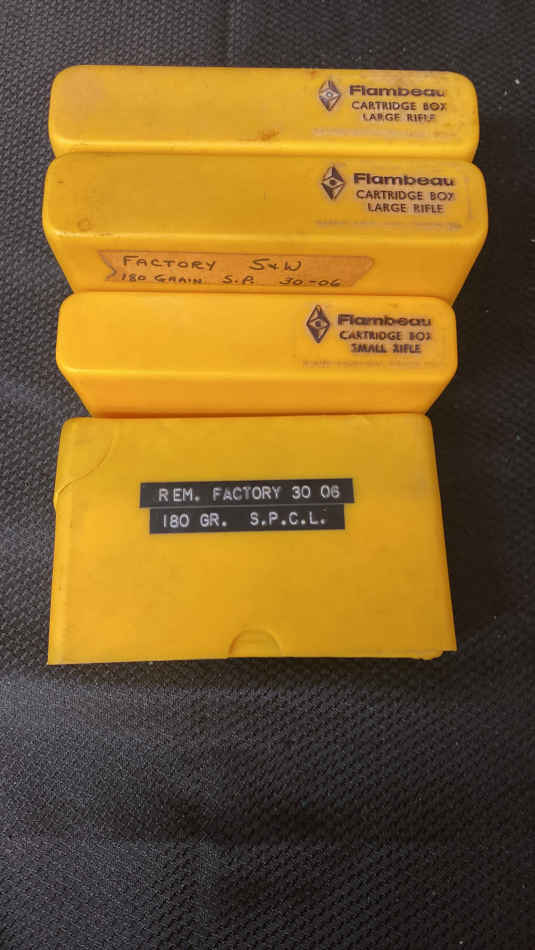 Flambeau
CARTRIDGE BOX
LARGE RIFLE
Flambeau
CARTRIDGE BOX
LARGE RIFLE
FACTORY S&W
180 GRAIN S.P. 30-06
Flambeau
CARTRIDGE BOX
SMALL RIFLE
REM. FACTORY 30 06
180 GR. S.P.C.L.